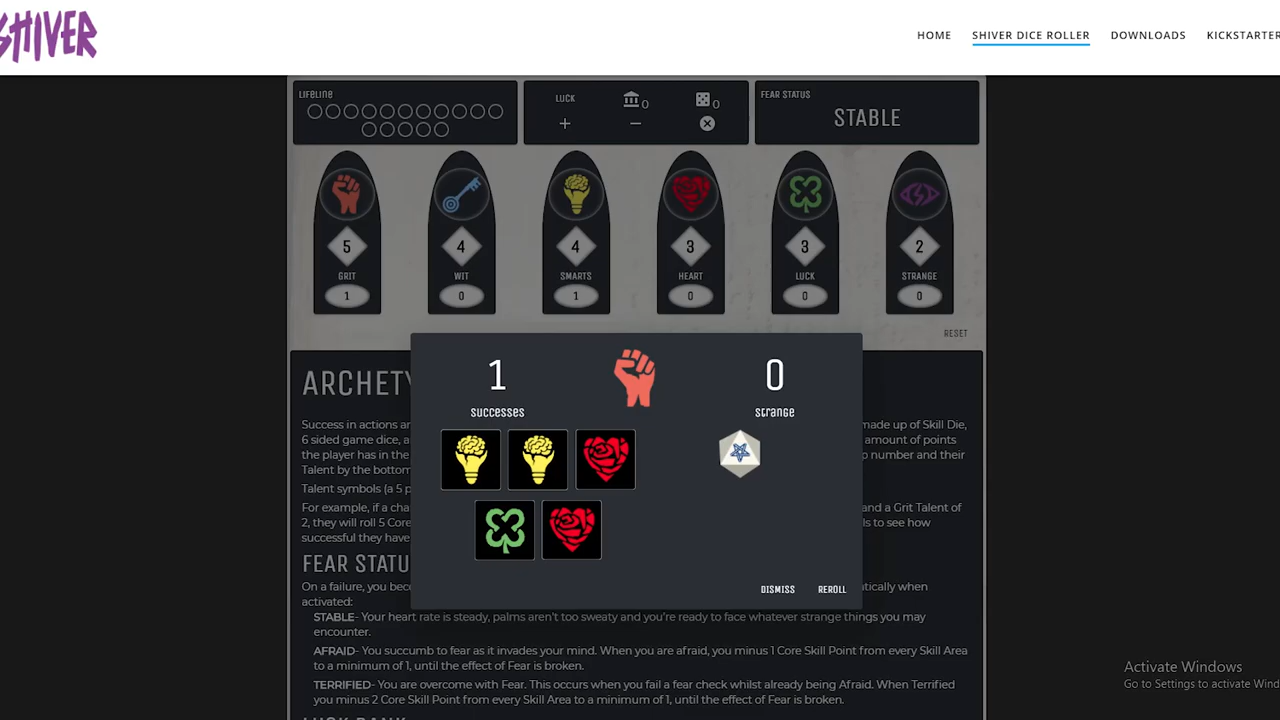 SHIVER
HOME SHIVER DICE ROLLER DOWNLOADS KICKSTARTER
LIFELINE
LUCK 0 0
+ −
FEAR STATUS
STABLE
5 4 4 3 3 2
GRIT WIT SMARTS HEART LUCK STRANGE
1 0 1 0 0 0
RESET
1 0
successes strange
DISMISS REROLL
ARCHETY
Success in actions ar made up of Skill Die,
6 sided game dice, a amount of points
the player has in the p number and their
Talent by the bottom
Talent symbols (a 5 p
For example, if a cha and a Grit Talent of
2, they will roll 5 Core ls to see how
successful they have
FEAR STATU
On a failure, you beco tically when
activated:
STABLE- Your heart rate is steady, palms aren't too sweaty and you're ready to face whatever strange things you may
encounter.
AFRAID- You succumb to fear as it invades your mind. When you are afraid, you minus 1 Core Skill Point from every Skill Area
to a minimum of 1, until the effect of Fear is broken.
TERRIFIED- You are overcome with Fear. This occurs when you fail a fear check whilst already being Afraid. When Terrified
you minus 2 Core Skill Point from every Skill Area to a minimum of 1, until the effect of Fear is broken.
LUCK BANK
Activate Windows
Go to Settings to activate Wind